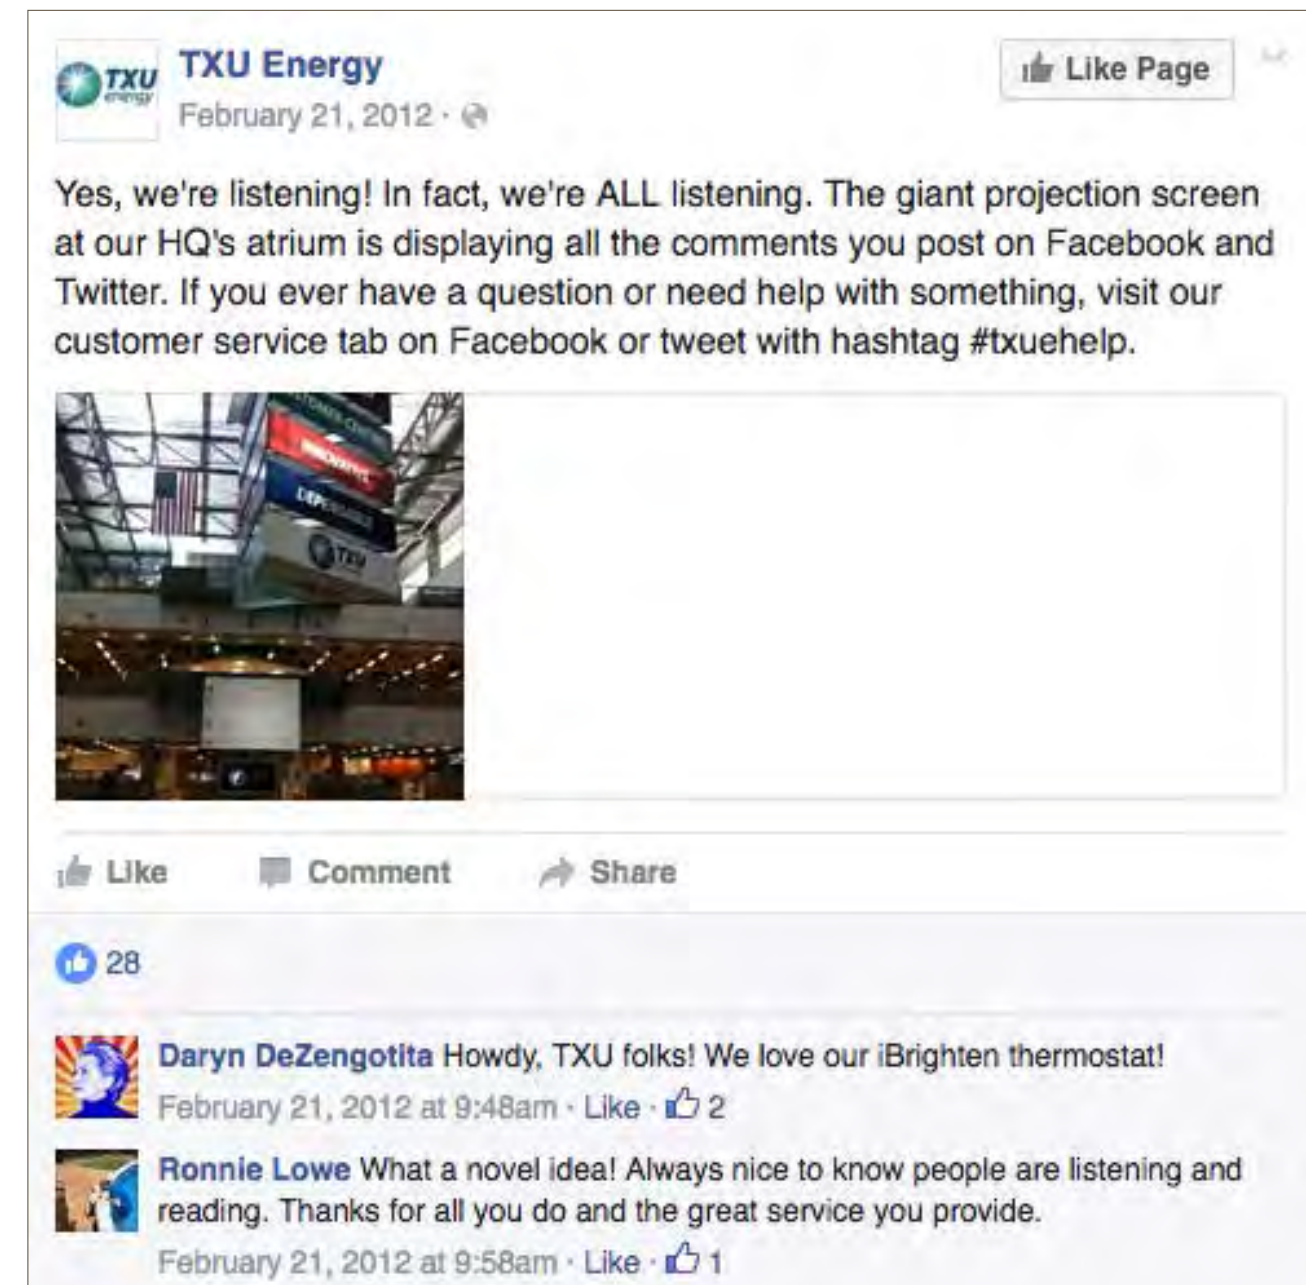 TXU energy
TXU Energy
February 21, 2012 ·
Like Page
Yes, we're listening! In fact, we're ALL listening. The giant projection screen
at our HQ's atrium is displaying all the comments you post on Facebook and
Twitter. If you ever have a question or need help with something, visit our
customer service tab on Facebook or tweet with hashtag #txuehelp.
INNOVATIVE
TXU
Like Comment Share
28
Daryn DeZengotita Howdy, TXU folks! We love our iBrighten thermostat!
February 21, 2012 at 9:48am · Like · 2
Ronnie Lowe What a novel idea! Always nice to know people are listening and
reading. Thanks for all you do and the great service you provide.
February 21, 2012 at 9:58am · Like · 1